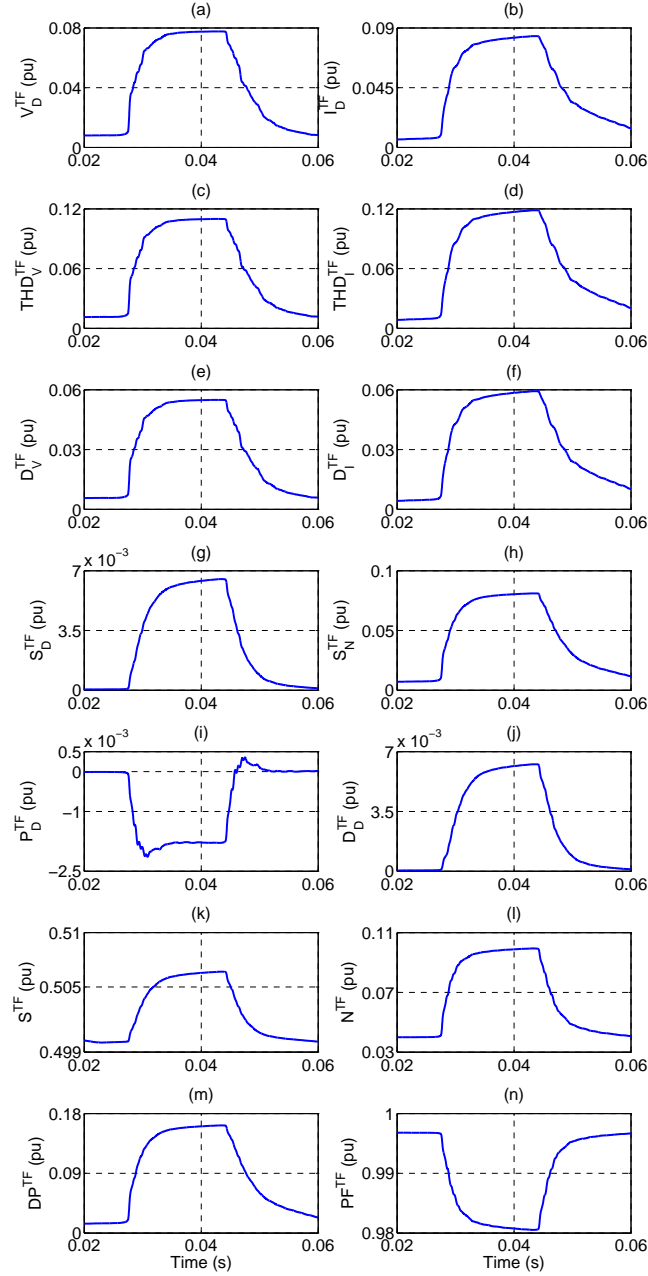 (a)
0.08
0.04
0
V_D^TF (pu)
0.02 0.04 0.06
(b)
0.09
0.045
0
I_D^TF (pu)
0.02 0.04 0.06
(c)
0.12
0.06
0
THD_V^TF (pu)
0.02 0.04 0.06
(d)
0.12
0.06
0
THD_I^TF (pu)
0.02 0.04 0.06
(e)
0.06
0.03
0
D_V^TF (pu)
0.02 0.04 0.06
(f)
0.06
0.03
0
D_I^TF (pu)
0.02 0.04 0.06
(g)
x 10^−3
7
3.5
0
S_D^TF (pu)
0.02 0.04 0.06
(h)
0.1
0.05
0
S_N^TF (pu)
0.02 0.04 0.06
(i)
x 10^−3
0.5
0
−1
−2.5
P_D^TF (pu)
0.02 0.04 0.06
(j)
x 10^−3
7
3.5
0
D_D^TF (pu)
0.02 0.04 0.06
(k)
0.51
0.505
0.499
S^TF (pu)
0.02 0.04 0.06
(l)
0.11
0.07
0.03
N^TF (pu)
0.02 0.04 0.06
(m)
0.18
0.09
0
DP^TF (pu)
0.02 0.04 0.06
Time (s)
(n)
1
0.99
0.98
PF^TF (pu)
0.02 0.04 0.06
Time (s)